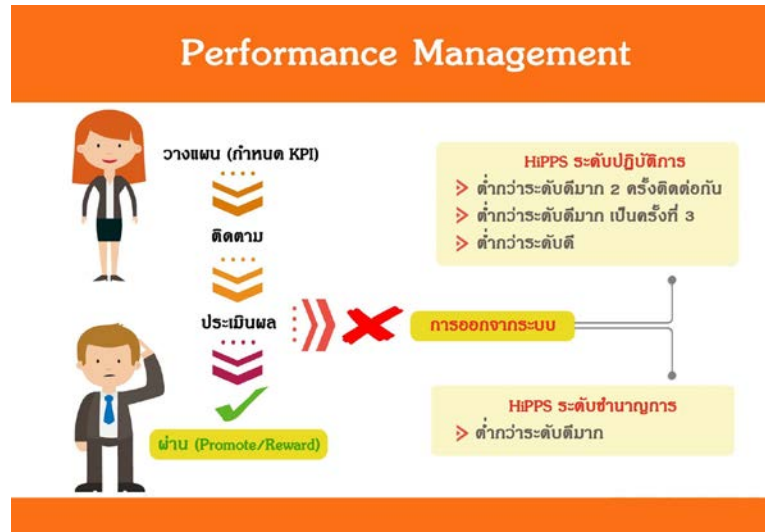 Performance Management
วางแผน (กำหนด KPI)
ติดตาม
ประเมินผล
ผ่าน (Promote/Reward)
การออกจากระบบ
HiPPS ระดับปฏิบัติการ
ต่ำกว่าระดับดีมาก 2 ครั้งติดต่อกัน
ต่ำกว่าระดับดีมาก เป็นครั้งที่ 3
ต่ำกว่าระดับดี
HiPPS ระดับชำนาญการ
ต่ำกว่าระดับดีมาก